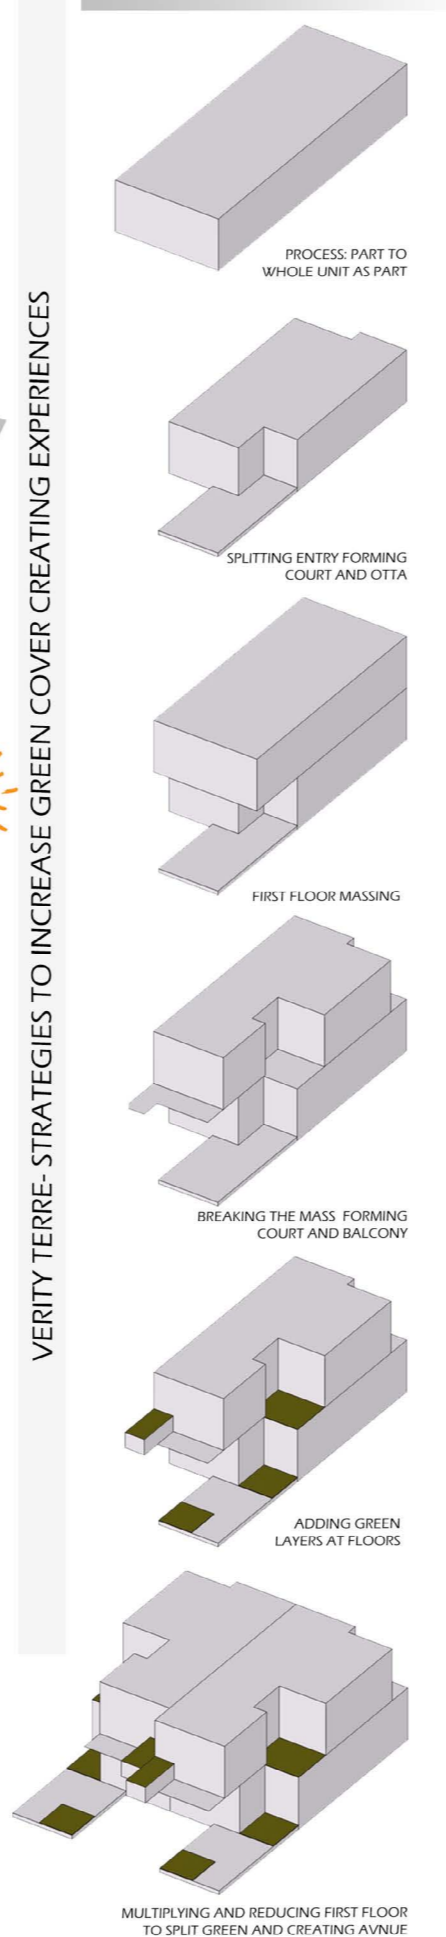 VERITY TERRE- STRATEGIES TO INCREASE GREEN COVER CREATING EXPERIENCES
PROCESS: PART TO
WHOLE UNIT AS PART
SPLITTING ENTRY FORMING
COURT AND OTTA
FIRST FLOOR MASSING
BREAKING THE MASS FORMING
COURT AND BALCONY
ADDING GREEN
LAYERS AT FLOORS
MULTIPLYING AND REDUCING FIRST FLOOR
TO SPLIT GREEN AND CREATING AVNUE